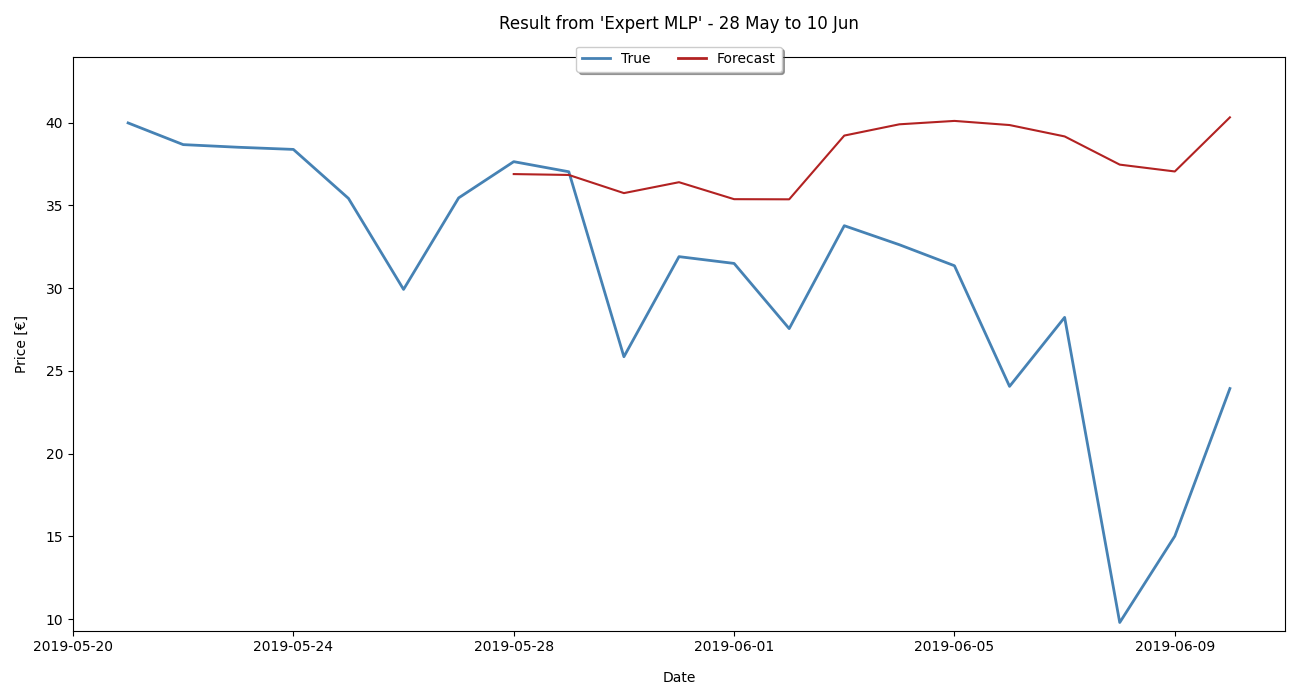 Result from 'Expert MLP' - 28 May to 10 Jun
True Forecast
40
35
30
25
20
15
10
Price [€]
2019-05-20 2019-05-24 2019-05-28 2019-06-01 2019-06-05 2019-06-09
Date